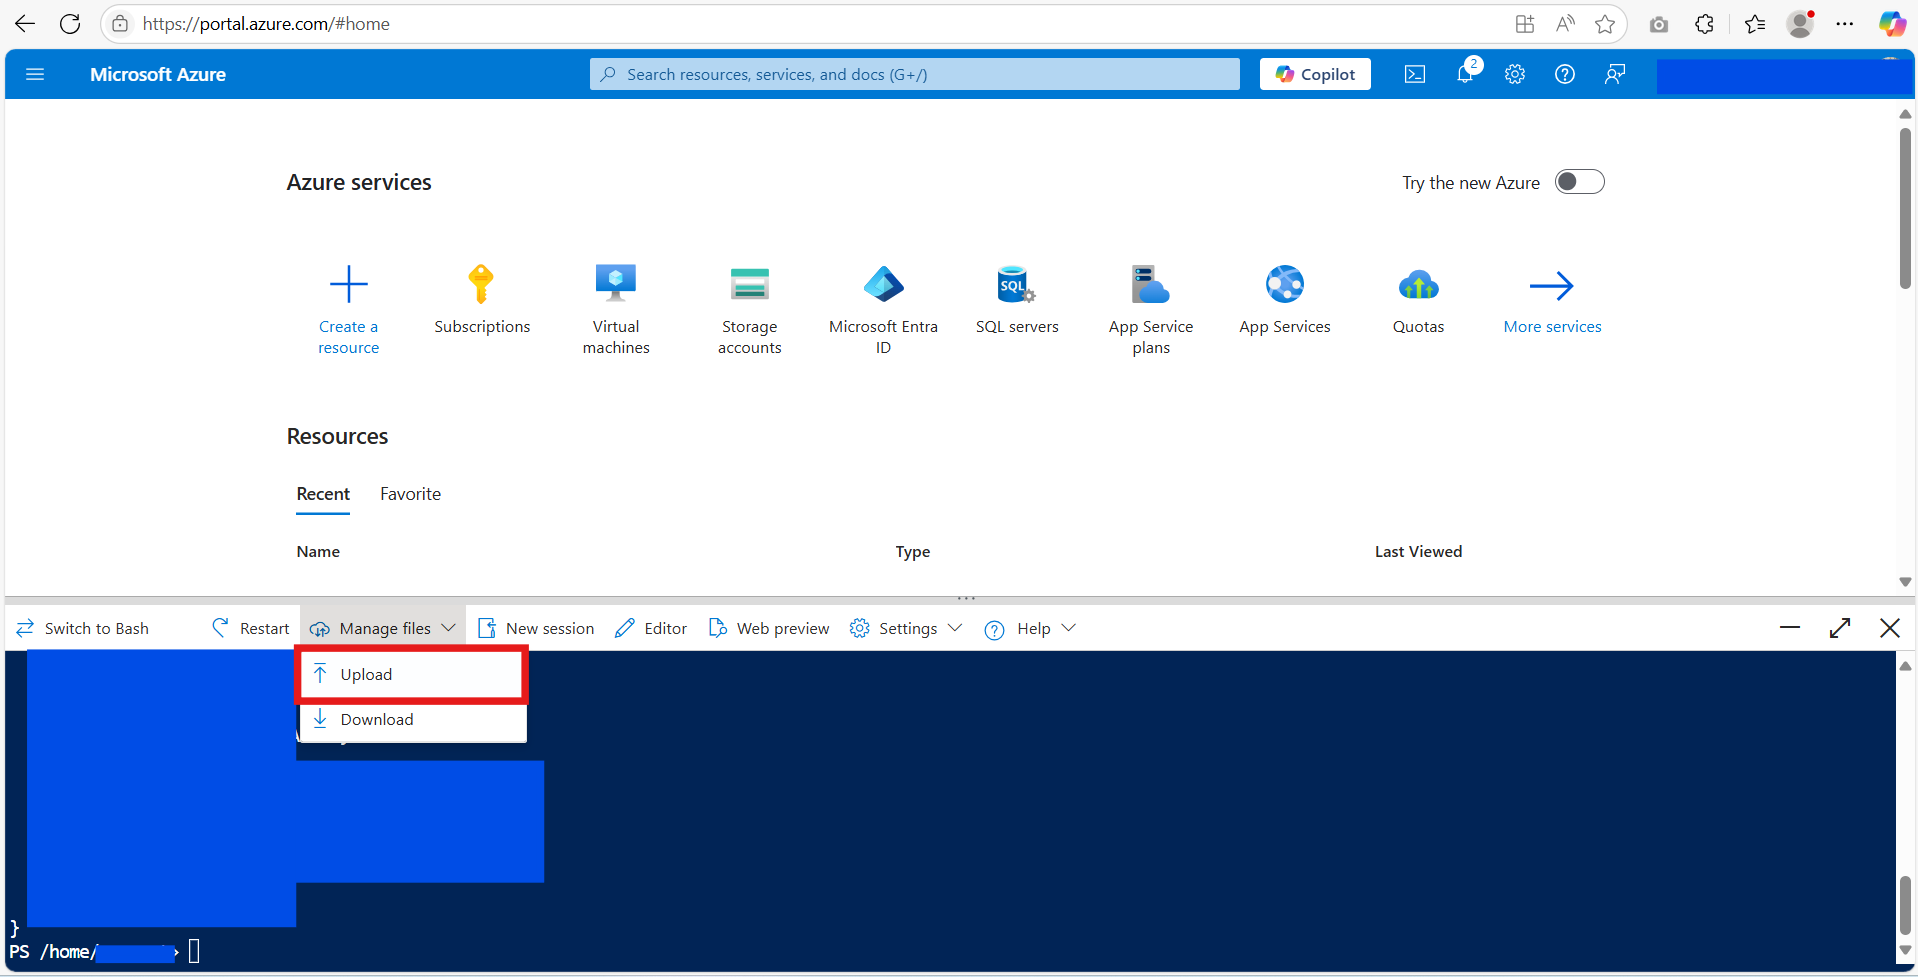 https://portal.azure.com/#home
Microsoft Azure
Search resources, services, and docs (G+/)
Copilot
2
Azure services
Try the new Azure
Create a resource
Subscriptions
Virtual machines
Storage accounts
Microsoft Entra ID
SQL
SQL servers
App Service plans
App Services
Quotas
More services
Resources
Recent
Favorite
Name
Type
Last Viewed
Switch to Bash
Restart
Manage files
New session
Editor
Web preview
Settings
Help
Upload
Download
}
PS /home/